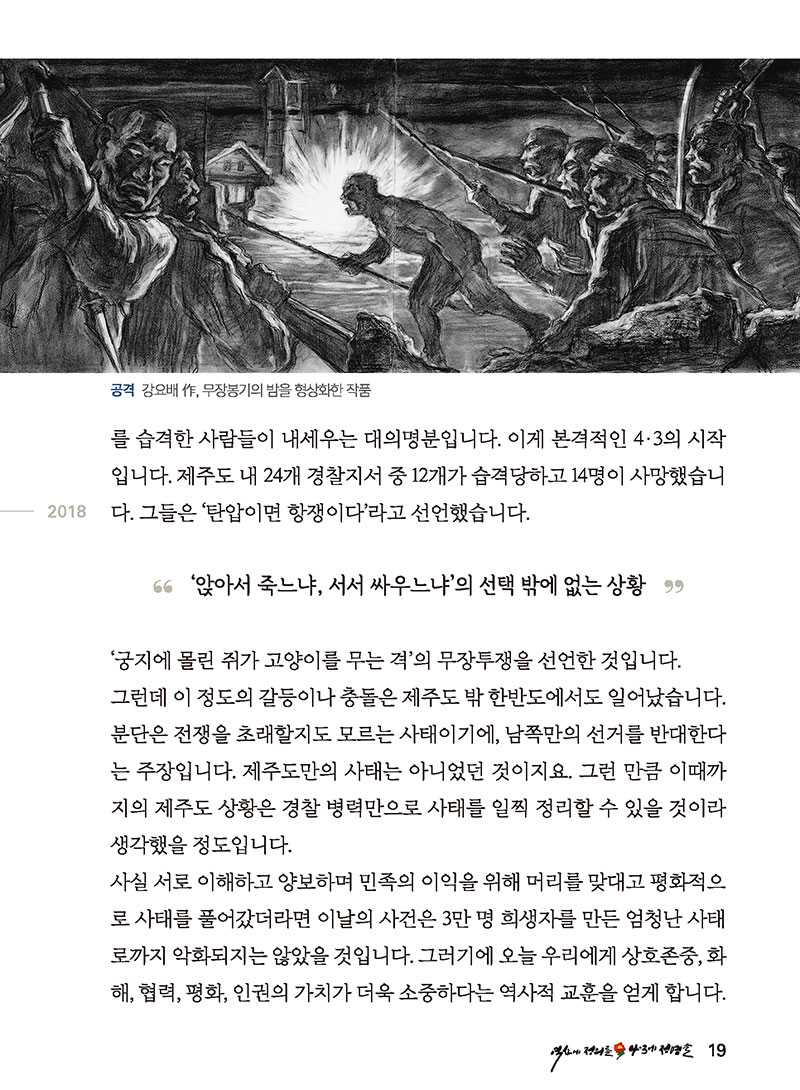 공격 강요배 作, 무장봉기의 밤을 형상화한 작품
를 습격한 사람들이 내세우는 대의명분입니다. 이게 본격적인 4·3의 시작
입니다. 제주도 내 24개 경찰지서 중 12개가 습격당하고 14명이 사망했습니
2018
다. 그들은 ‘탄압이면 항쟁이다’라고 선언했습니다.
“ ‘앉아서 죽느냐, 서서 싸우느냐’의 선택 밖에 없는 상황 ”
‘궁지에 몰린 쥐가 고양이를 무는 격’의 무장투쟁을 선언한 것입니다.
그런데 이 정도의 갈등이나 충돌은 제주도 밖 한반도에서도 일어났습니다.
분단은 전쟁을 초래할지도 모르는 사태이기에, 남쪽만의 선거를 반대한다
는 주장입니다. 제주도만의 사태는 아니었던 것이지요. 그런 만큼 이때까
지의 제주도 상황은 경찰 병력만으로 사태를 일찍 정리할 수 있을 것이라
생각했을 정도입니다.
사실 서로 이해하고 양보하며 민족의 이익을 위해 머리를 맞대고 평화적으
로 사태를 풀어갔더라면 이날의 사건은 3만 명 희생자를 만든 엄청난 사태
로까지 악화되지는 않았을 것입니다. 그러기에 오늘 우리에게 상호존중, 화
해, 협력, 평화, 인권의 가치가 더욱 소중하다는 역사적 교훈을 얻게 합니다.
역사에 정의를 4·3에 정명을 19